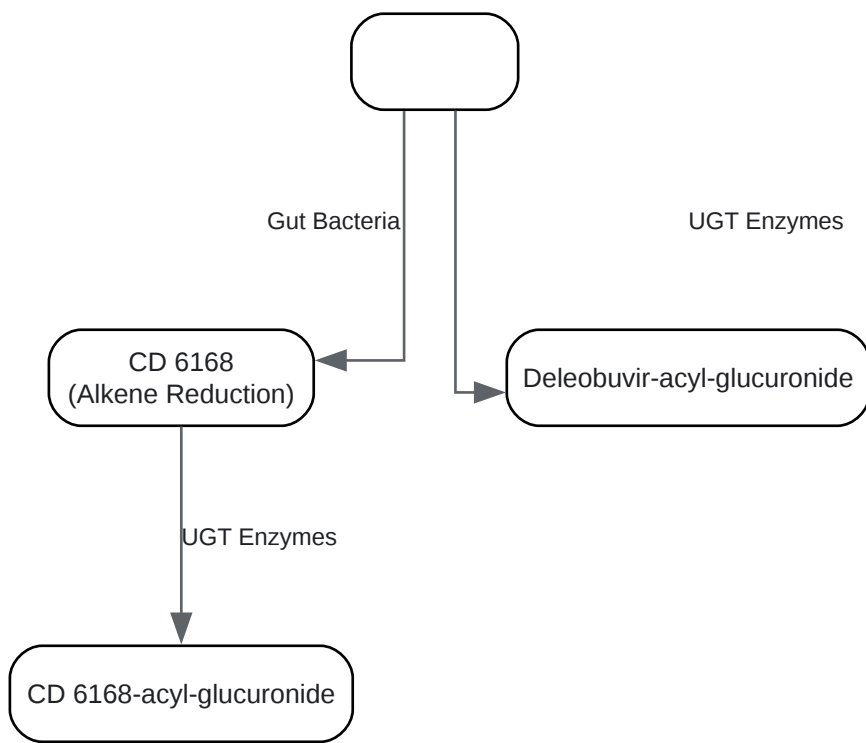 Gut Bacteria
UGT Enzymes
CD 6168
(Alkene Reduction)
Deleobuvir-acyl-glucuronide
UGT Enzymes
CD 6168-acyl-glucuronide